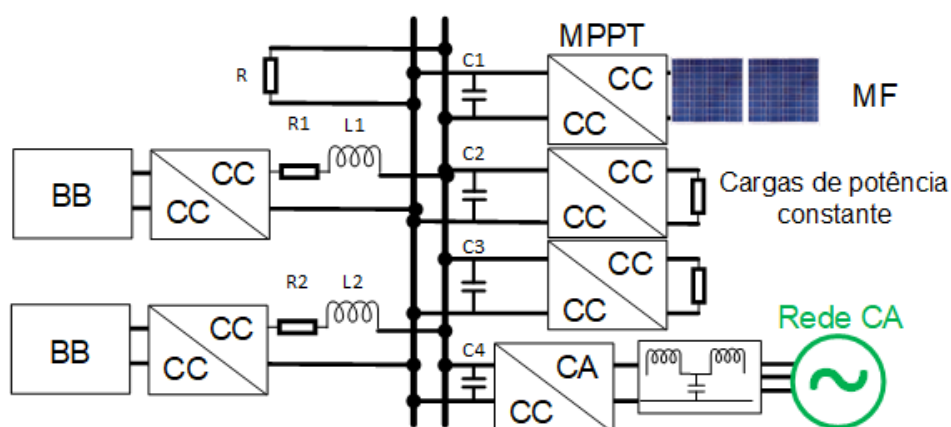 MPPT
R
C1
CC
CC
MF
R1
L1
BB
CC
CC
C2
CC
CC
Cargas de potência
constante
C3
CC
CC
R2
L2
BB
CC
CC
Rede CA
C4
CA
CC